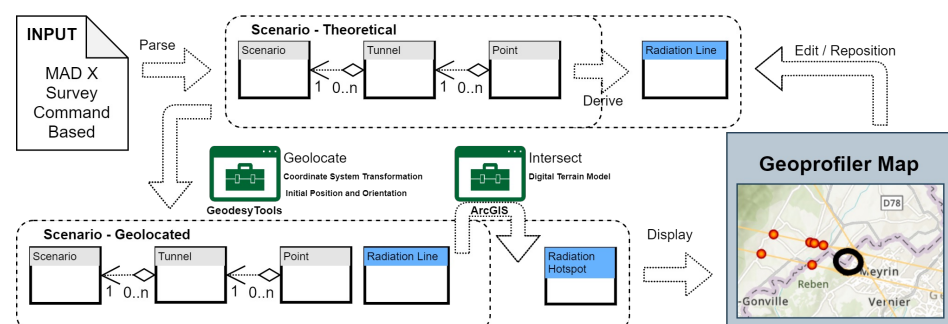 INPUT
MAD X
Survey
Command
Based
Parse
Scenario - Theoretical
Scenario
Tunnel
Point
1
0..n
1
0..n
Derive
Radiation Line
Edit / Reposition
Geolocate
Coordinate System Transformation
Initial Position and Orientation
GeodesyTools
Intersect
Digital Terrain Model
ArcGIS
Scenario - Geolocated
Scenario
Tunnel
Point
Radiation Line
1
0..n
1
0..n
Radiation
Hotspot
Display
Geoprofiler Map
D78
Meyrin
Reben
-Gonville
Vernier